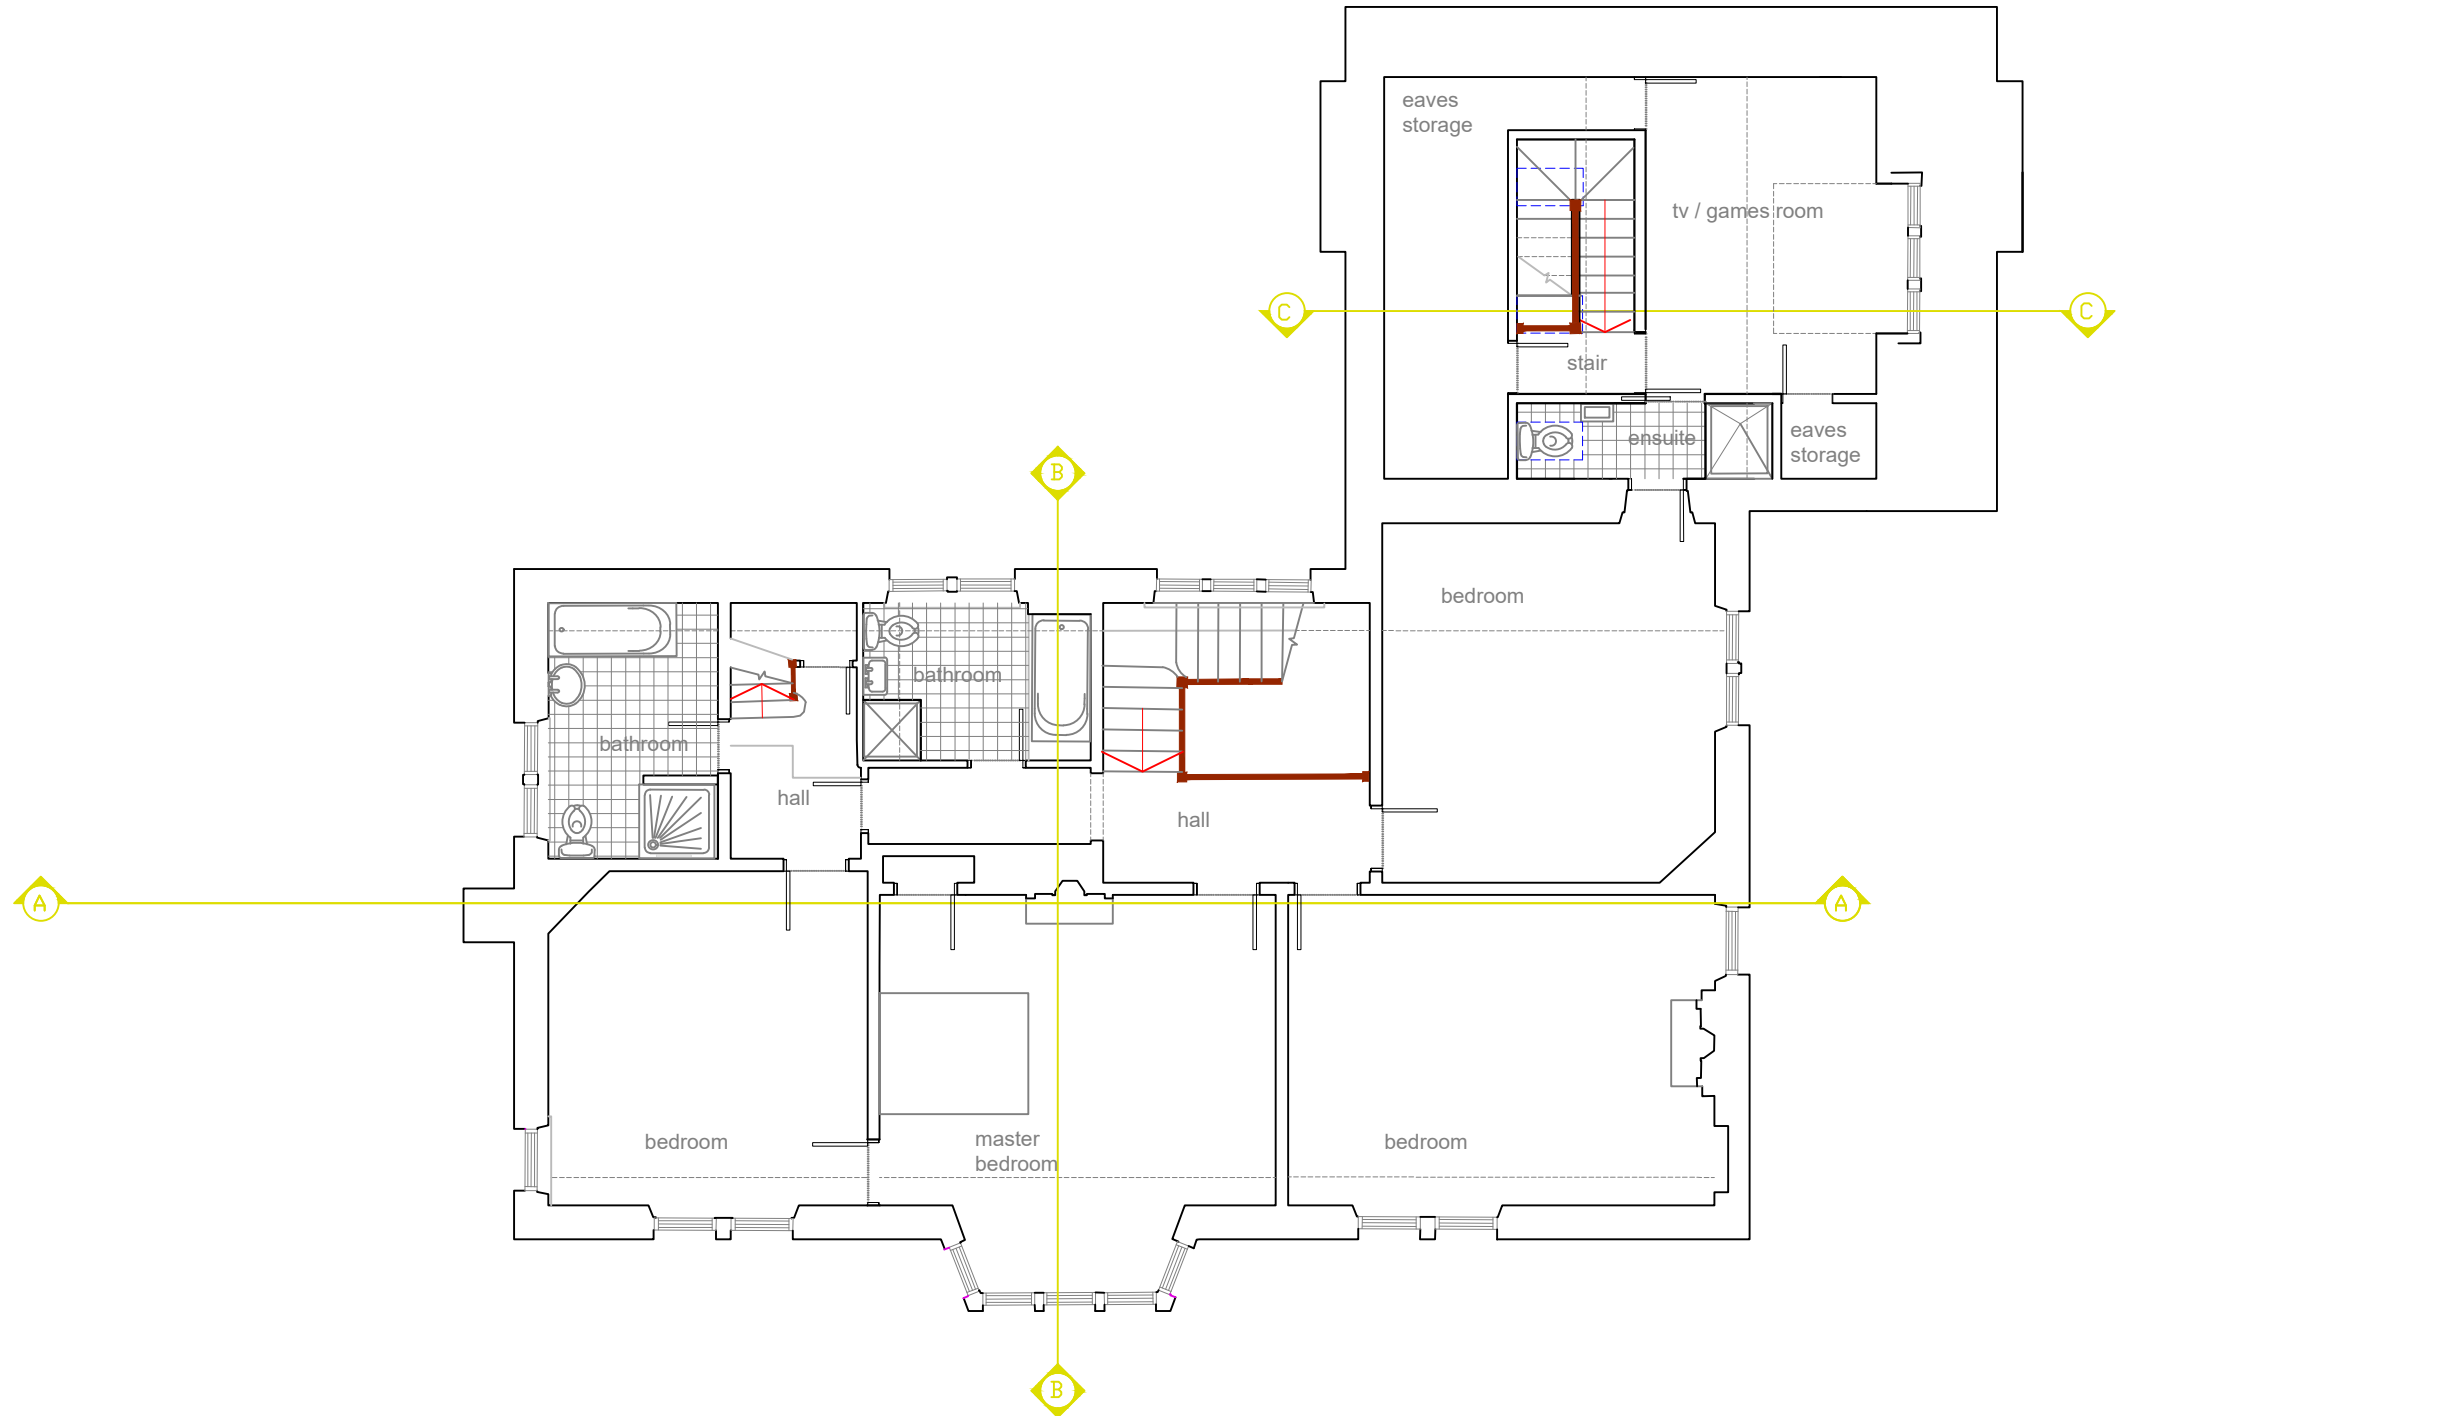 eaves
storage
tv / games room
C
C
stair
eaves
storage
ensuite
B
bedroom
bathroom
bathroom
hall
hall
A
A
bedroom
master
bedroom
bedroom
B